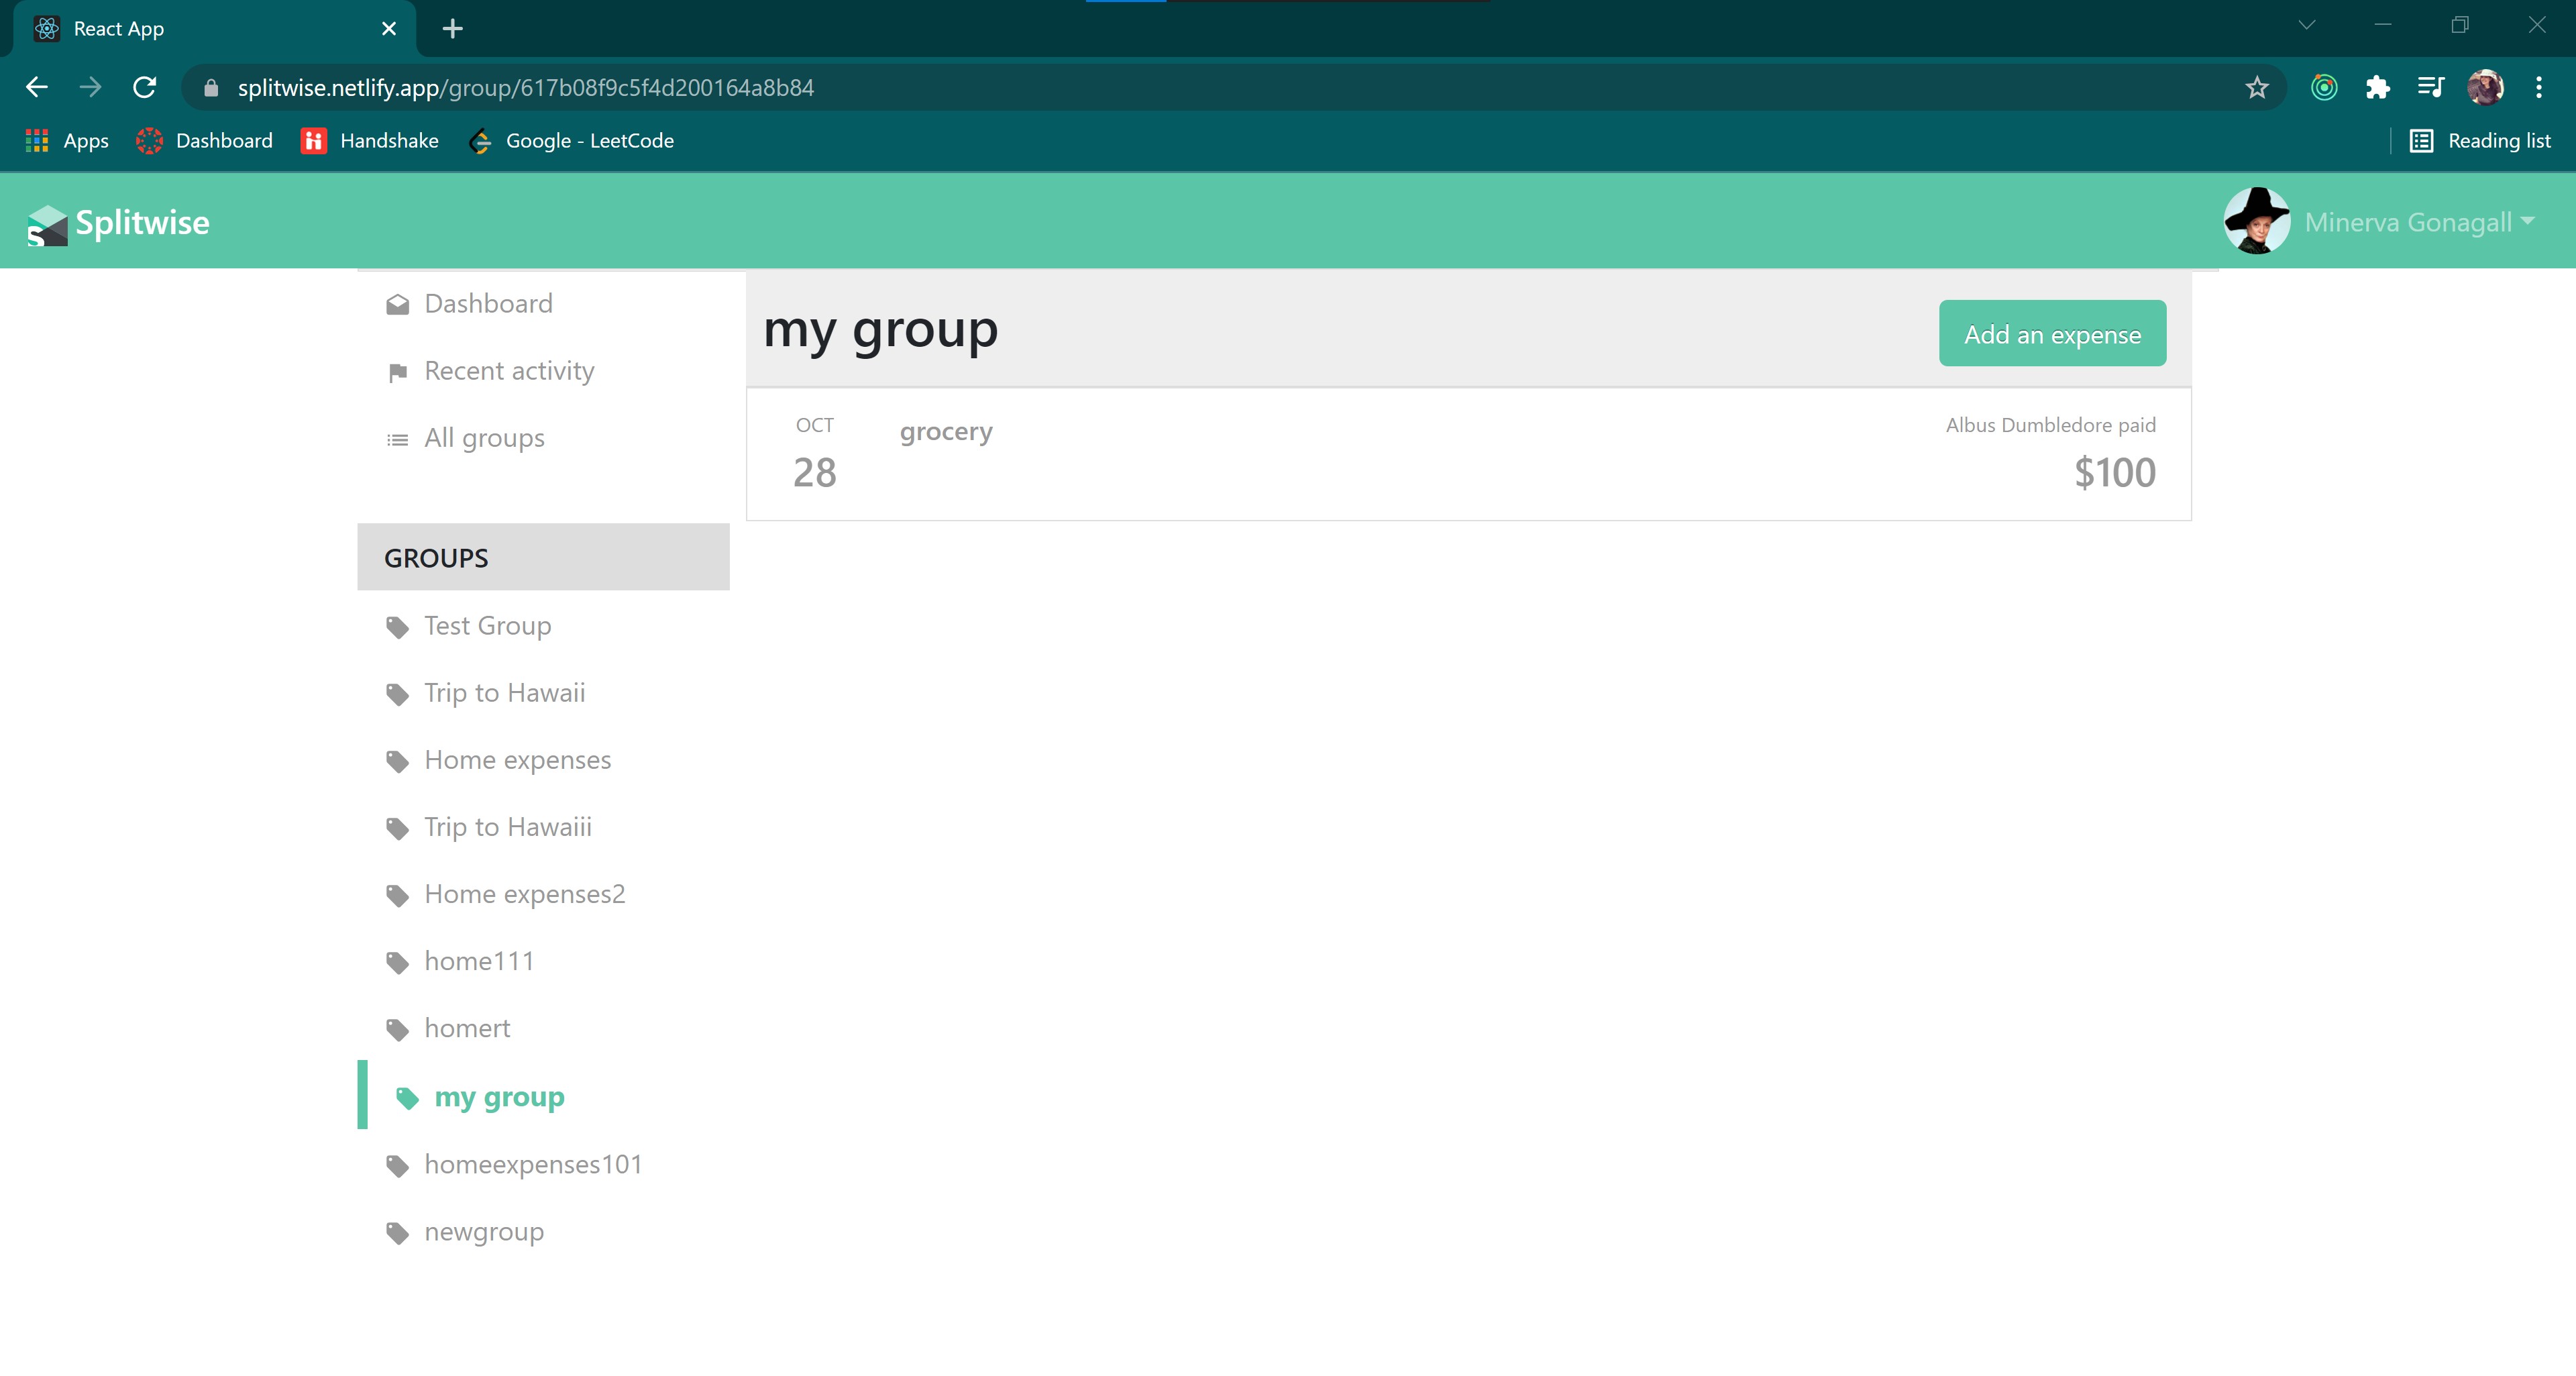 React App
splitwise.netlify.app/group/617b08f9c5f4d200164a8b84
Apps
Dashboard
Handshake
Google - LeetCode
Reading list
Splitwise
Minerva Gonagall
Dashboard
Recent activity
All groups
GROUPS
Test Group
Trip to Hawaii
Home expenses
Trip to Hawaiii
Home expenses2
home111
homert
my group
homeexpenses101
newgroup
my group
Add an expense
OCT
28
grocery
Albus Dumbledore paid
$100